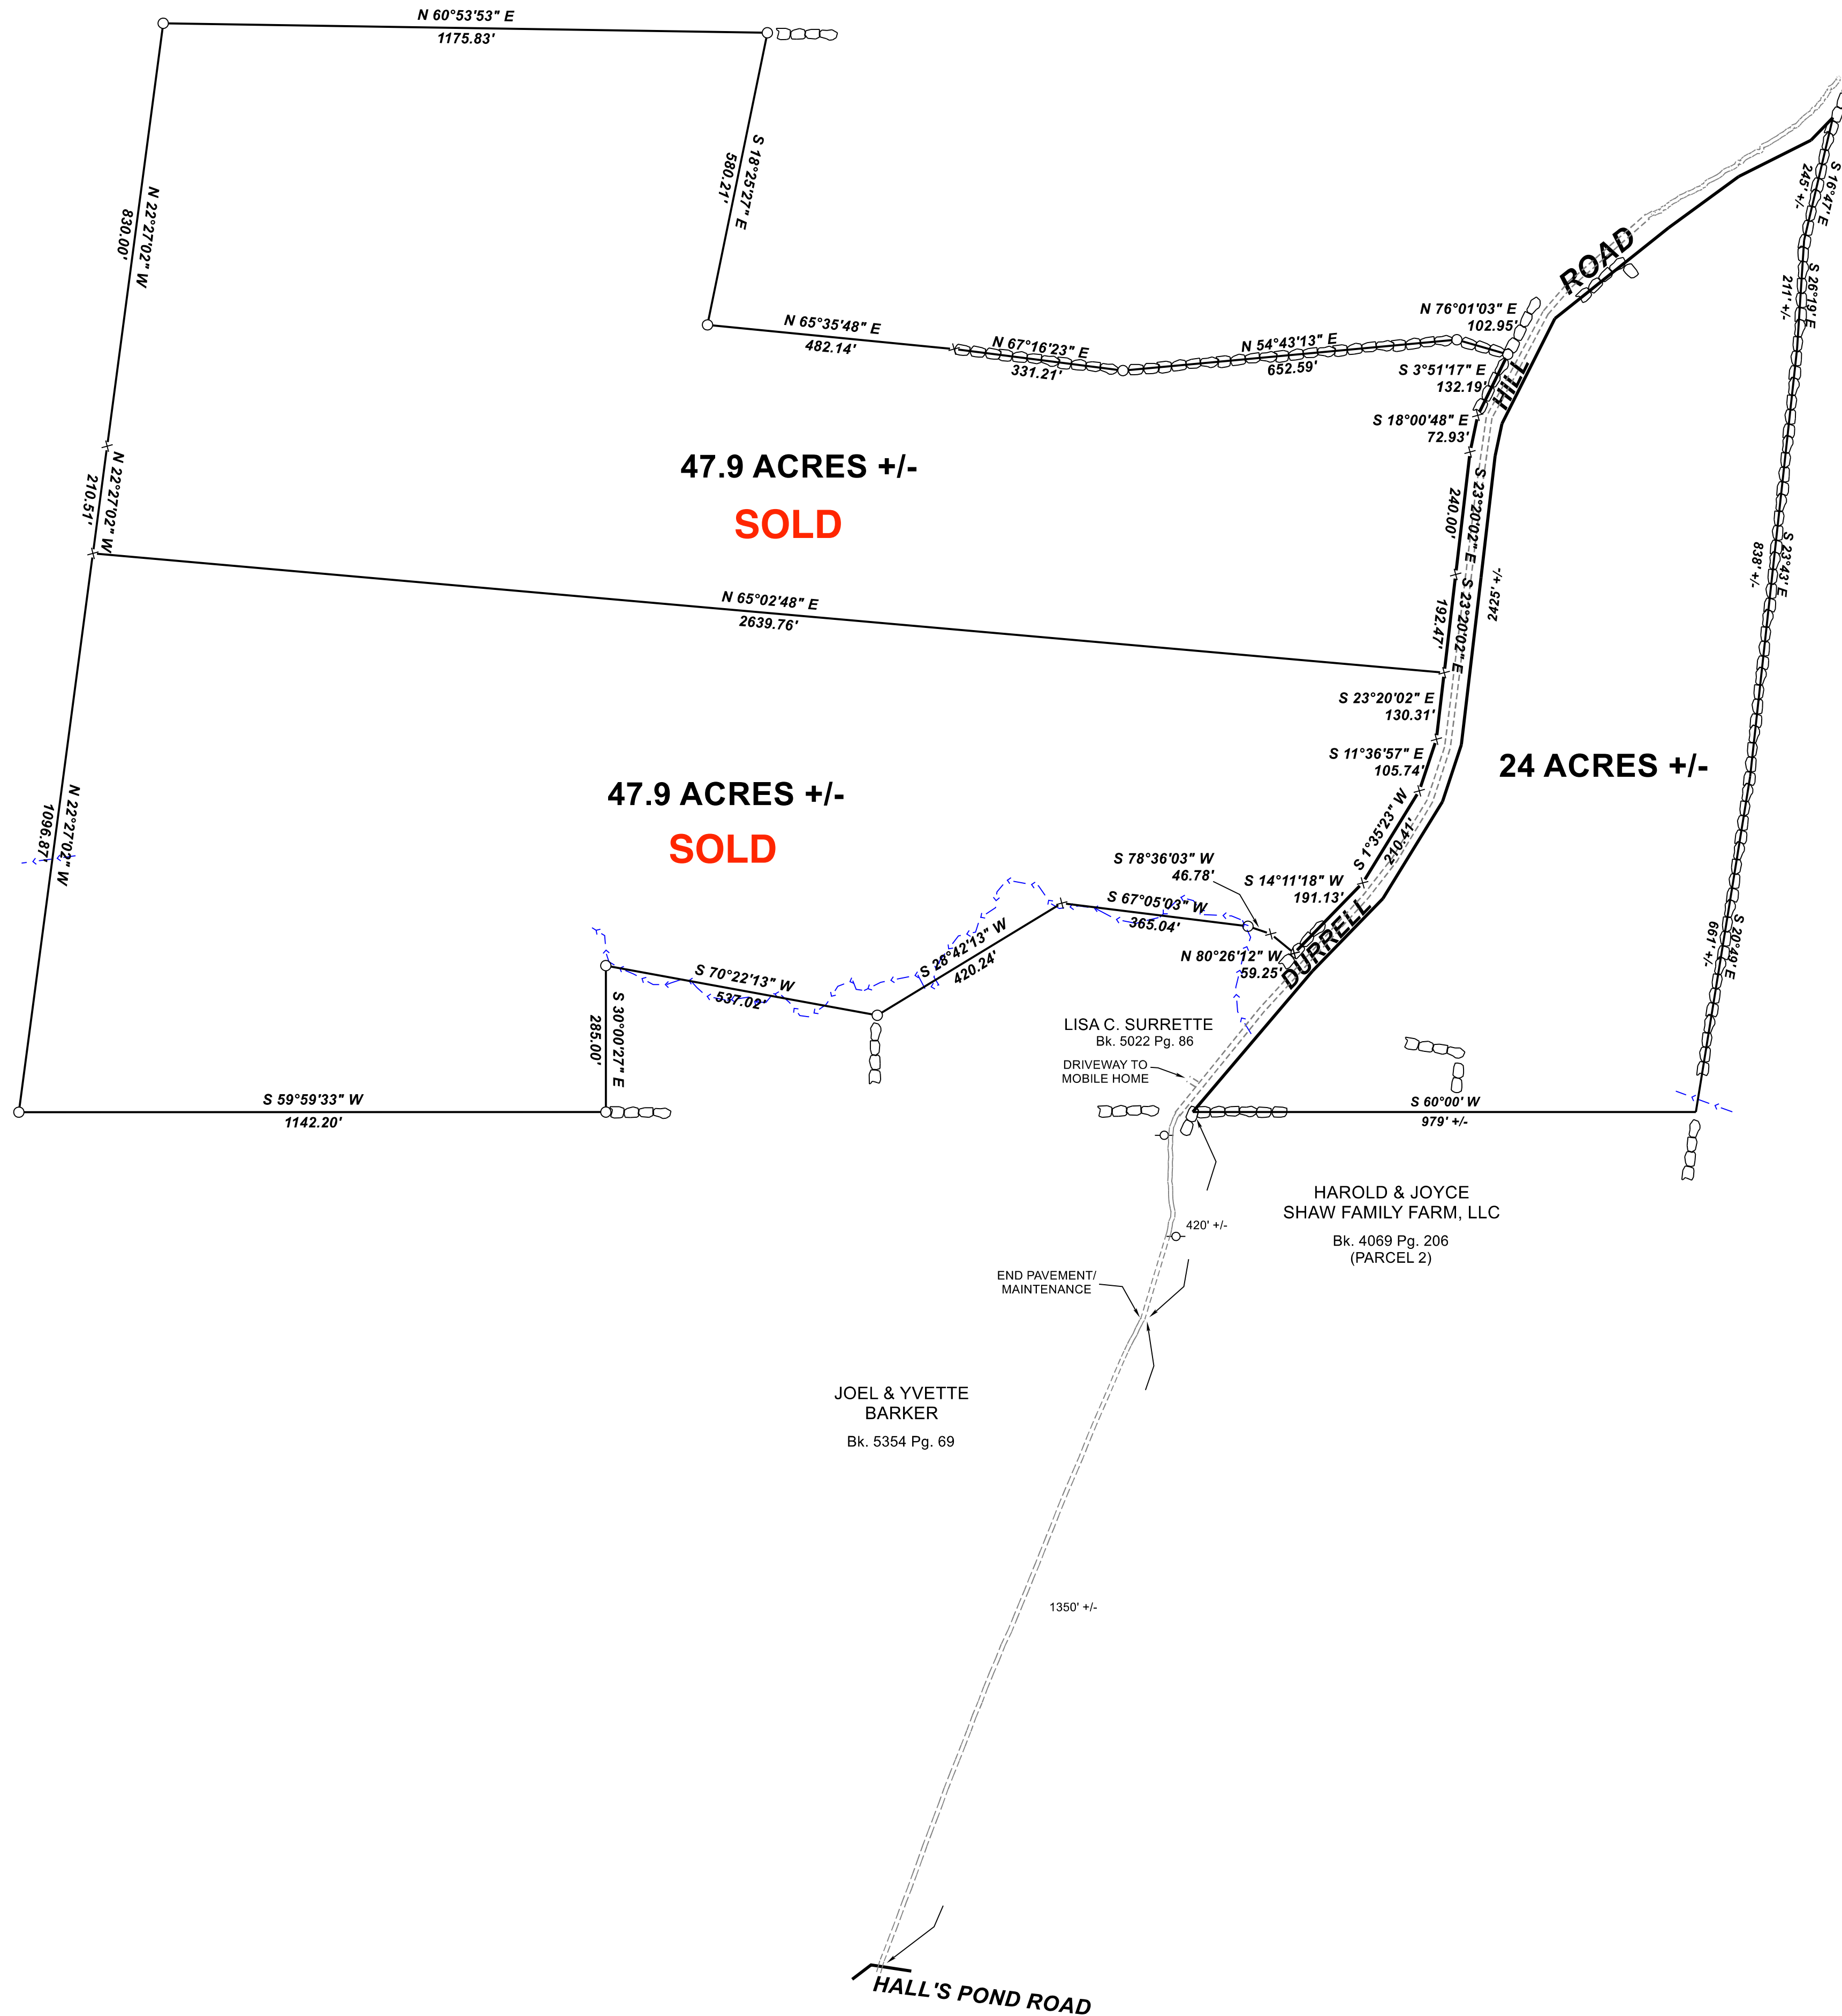 N 60°53'53" E
1175.83'
S 18°25'27" E
580.21'
N 22°27'02" W
830.00'
S 16°47' E
245' +/-
ROAD
S 26°19' E
211' +/-
N 76°01'03" E
102.95'
N 65°35'48" E
482.14'
N 67°16'23" E
331.21'
N 54°43'13" E
652.59'
S 3°51'17" E
132.19'
HILL
S 18°00'48" E
72.93'
47.9 ACRES +/-
SOLD
N 22°27'02" W
210.51'
S 23°20'02" E
240.00'
S 23°43' E
838' +/-
N 65°02'48" E
2639.76'
S 23°20'02" E
192.47'
2425' +/-
S 23°20'02" E
130.31'
S 11°36'57" E
105.74'
24 ACRES +/-
47.9 ACRES +/-
SOLD
N 22°27'02" W
1096.87'
S 1°35'23" W
210.41'
S 78°36'03" W
46.78'
S 14°11'18" W
191.13'
S 67°05'03" W
365.04'
S 28°42'13" W
420.24'
N 80°26'12" W
59.25'
DURRELL
S 20°49' E
661' +/-
S 70°22'13" W
537.02'
S 30°00'27" E
285.00'
LISA C. SURRETTE
Bk. 5022 Pg. 86
DRIVEWAY TO
MOBILE HOME
S 59°59'33" W
1142.20'
S 60°00' W
979' +/-
HAROLD & JOYCE
SHAW FAMILY FARM, LLC
Bk. 4069 Pg. 206
(PARCEL 2)
420' +/-
END PAVEMENT/
MAINTENANCE
JOEL & YVETTE
BARKER
Bk. 5354 Pg. 69
1350' +/-
HALL'S POND ROAD